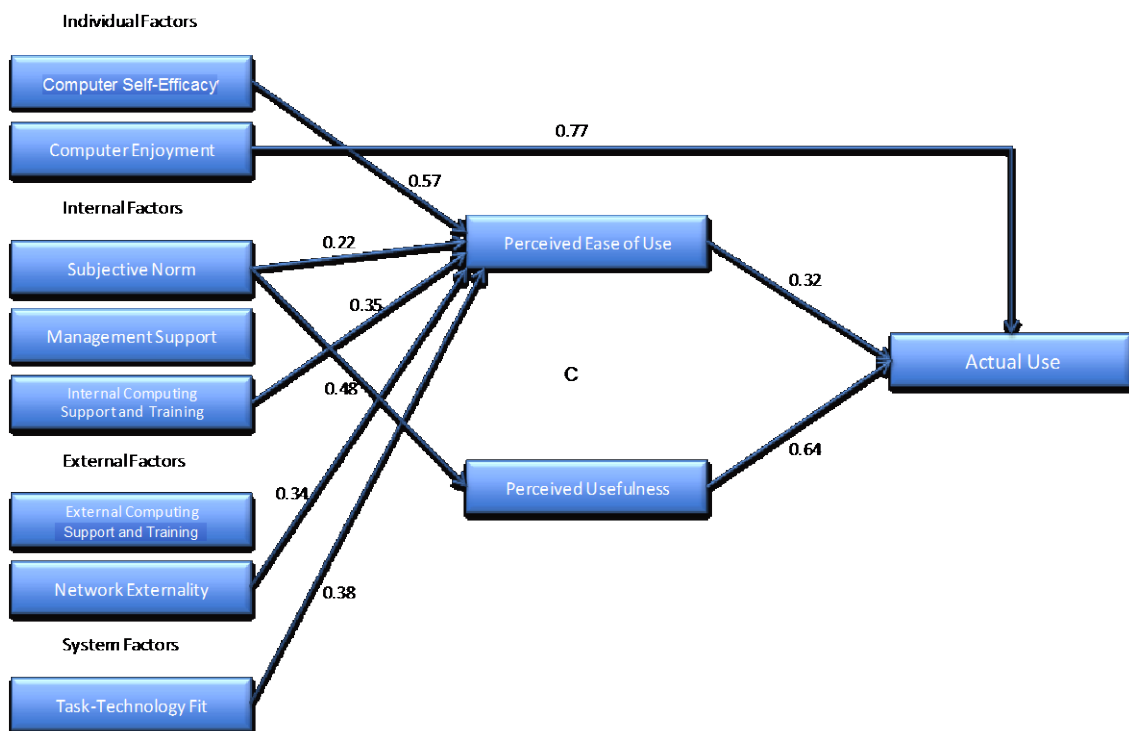 Individual Factors
Computer Self-Efficacy
Computer Enjoyment
0.77
0.57
Internal Factors
Subjective Norm
0.22
Perceived Ease of Use
0.32
0.35
Management Support
Actual Use
Internal Computing
Support and Training
0.48
C
0.64
External Factors
Perceived Usefulness
0.34
External Computing
Support and Training
Network Externality
0.38
System Factors
Task-Technology Fit